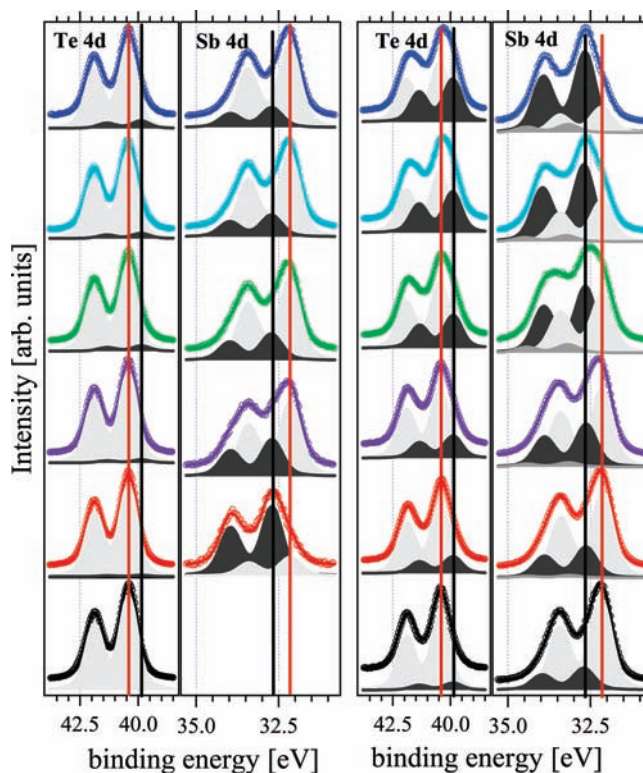 Te 4d Sb 4d Te 4d Sb 4d
Intensity [arb. units]
42.5 40.0 35.0 32.5 42.5 40.0 35.0 32.5
binding energy [eV] binding energy [eV]